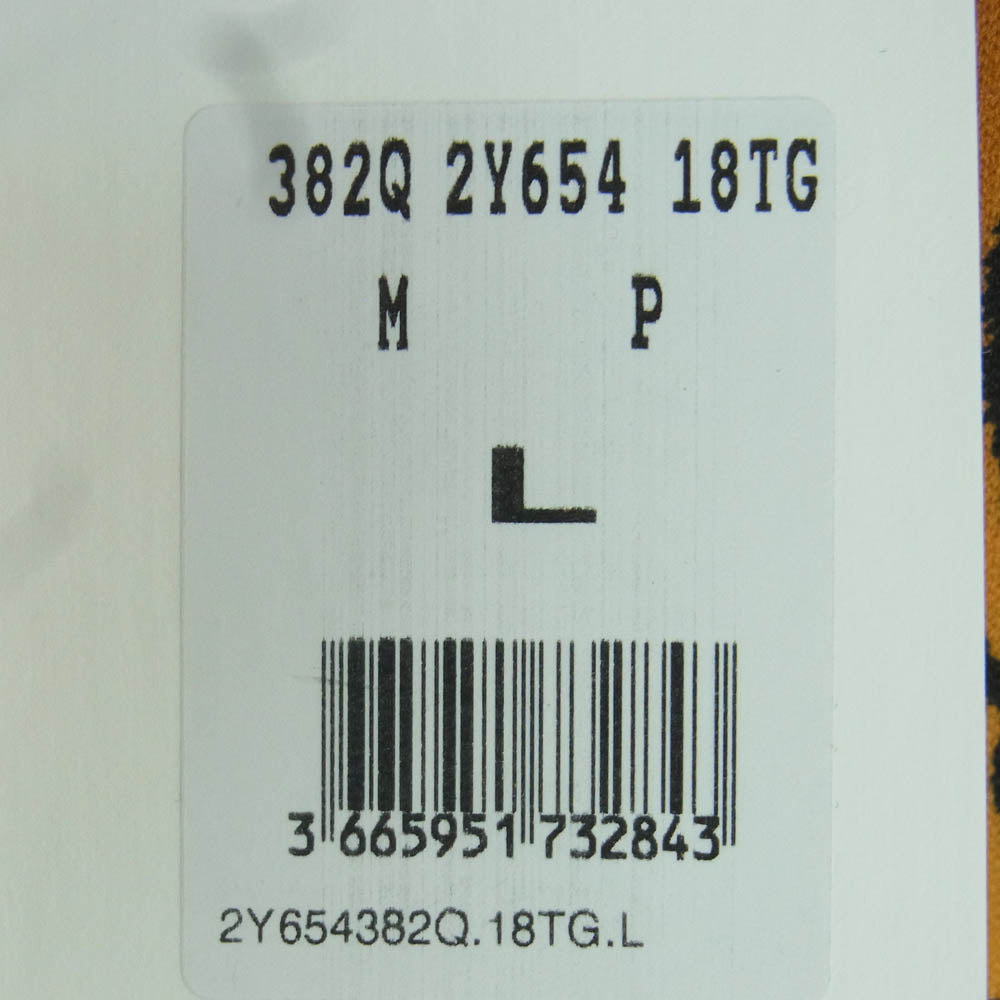 382Q 2Y654 18TG
M P
L
3 665951 732843
2Y654382Q.18TG.L